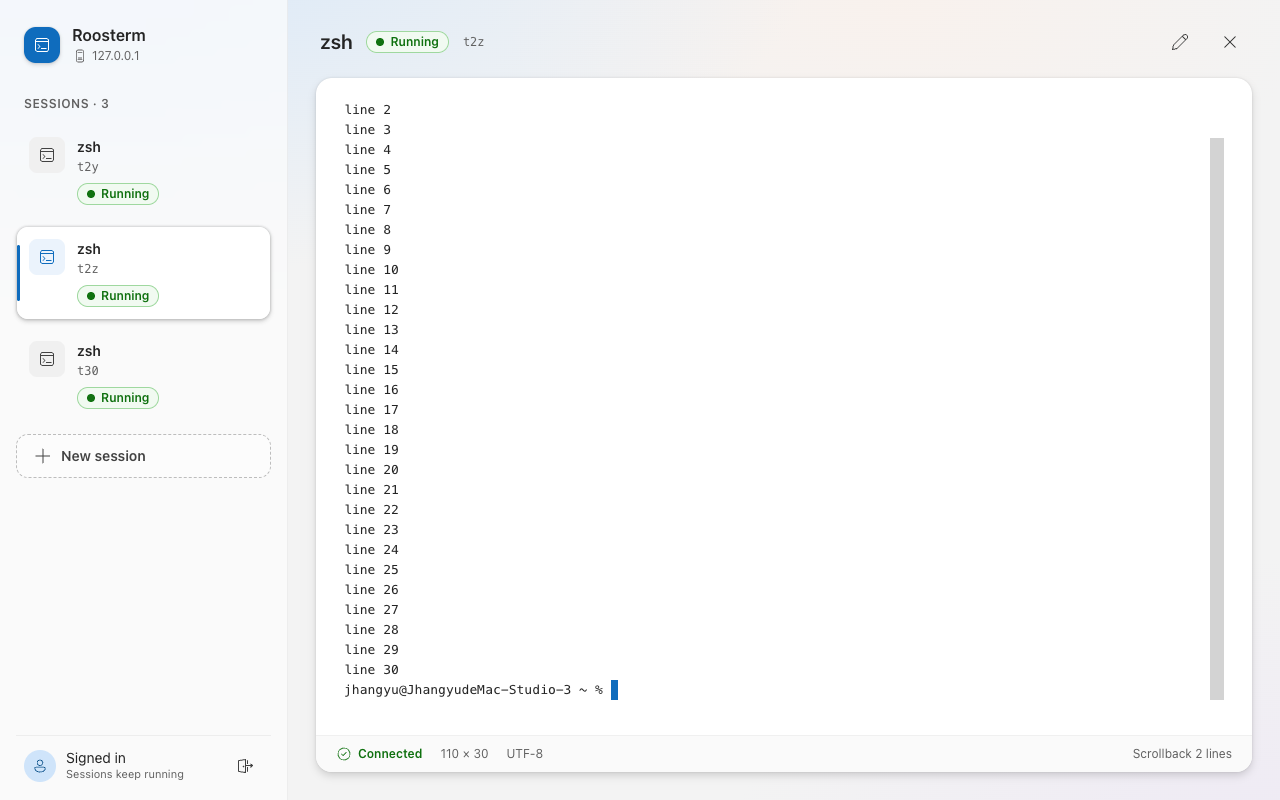 Roosterm
127.0.0.1
SESSIONS · 3
zsh
t2y
Running
zsh
t2z
Running
zsh
t30
Running
New session
Signed in
Sessions keep running
zsh
Running
t2z
line 2
line 3
line 4
line 5
line 6
line 7
line 8
line 9
line 10
line 11
line 12
line 13
line 14
line 15
line 16
line 17
line 18
line 19
line 20
line 21
line 22
line 23
line 24
line 25
line 26
line 27
line 28
line 29
line 30
jhangyu@JhangyudeMac-Studio-3 ~ %
Connected
110 × 30
UTF-8
Scrollback 2 lines